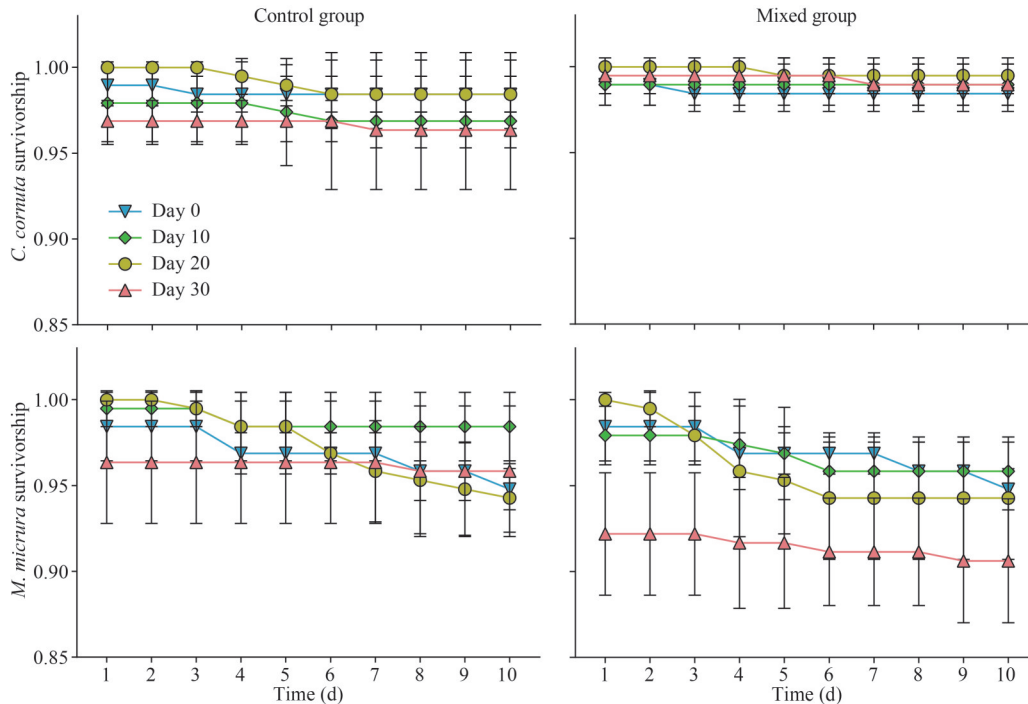 Control group
Mixed group
C. cornuta survivorship
1.00
0.95
0.90
0.85
Day 0
Day 10
Day 20
Day 30
M. micrura survivorship
1.00
0.95
0.90
0.85
1 2 3 4 5 6 7 8 9 10
Time (d)
1 2 3 4 5 6 7 8 9 10
Time (d)